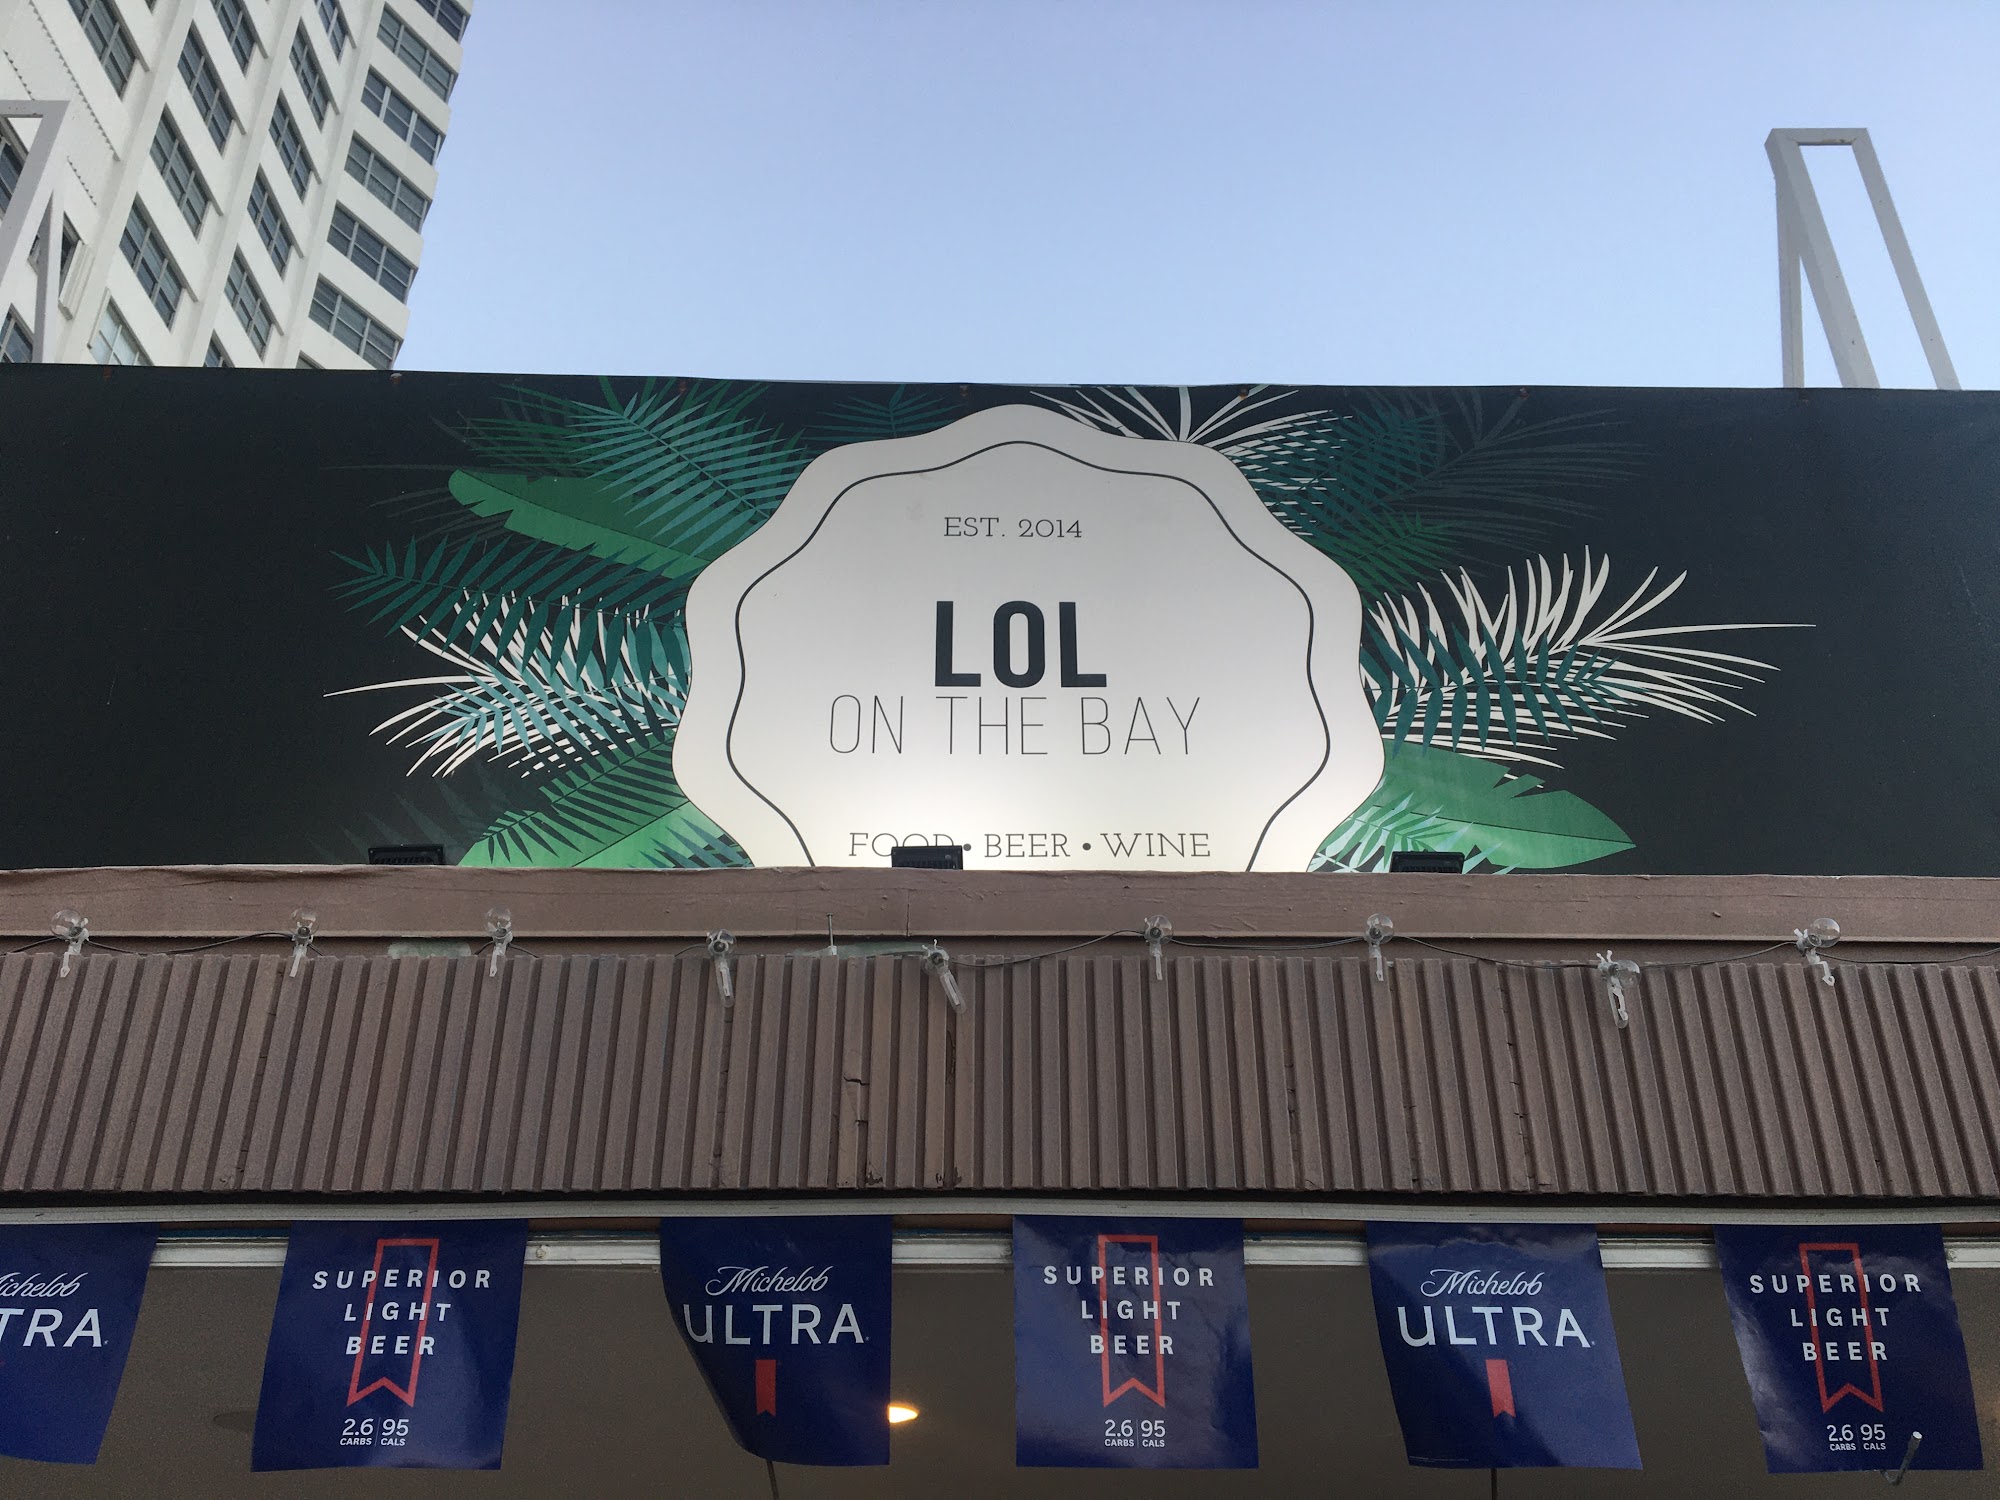 EST. 2014
LOL
ON THE BAY
FOOD • BEER • WINE
Michelob
ULTRA
SUPERIOR
LIGHT
BEER
2.6 | 95
CARBS | CALS
Michelob
ULTRA
SUPERIOR
LIGHT
BEER
2.6 | 95
CARBS | CALS
Michelob
ULTRA
SUPERIOR
LIGHT
BEER
2.6 | 95
CARBS | CALS